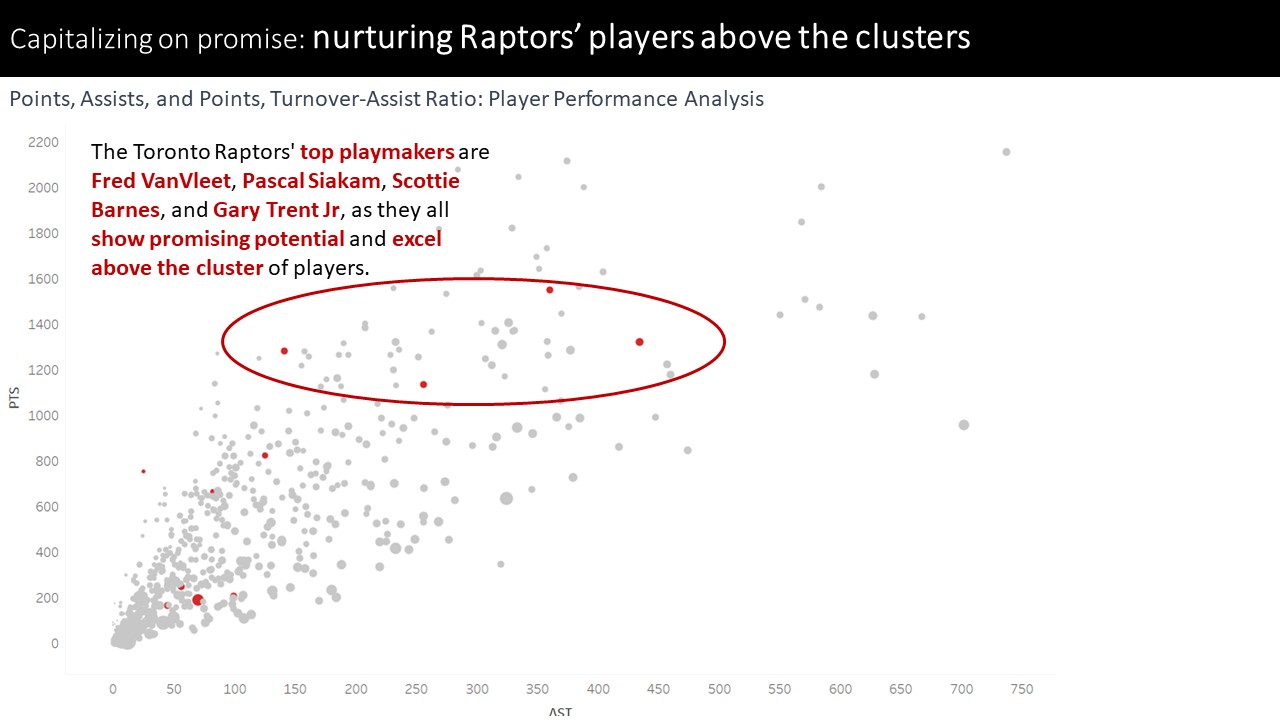 Capitalizing on promise: nurturing Raptors’ players above the clusters
Points, Assists, and Points, Turnover-Assist Ratio: Player Performance Analysis
The Toronto Raptors' top playmakers are
Fred VanVleet, Pascal Siakam, Scottie
Barnes, and Gary Trent Jr, as they all
show promising potential and excel
above the cluster of players.
PTS
2200
2000
1800
1600
1400
1200
1000
800
600
400
200
0
0 50 100 150 200 250 300 350 400 450 500 550 600 650 700 750
AST